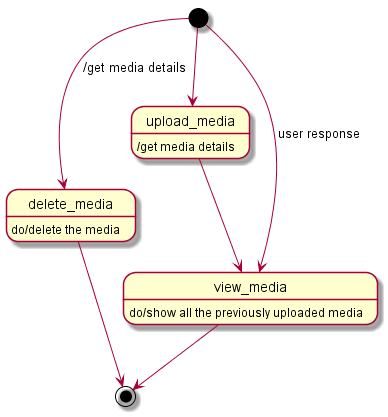 /get media details
upload_media
/get media details
user response
delete_media
do/delete the media
view_media
do/show all the previously uploaded media